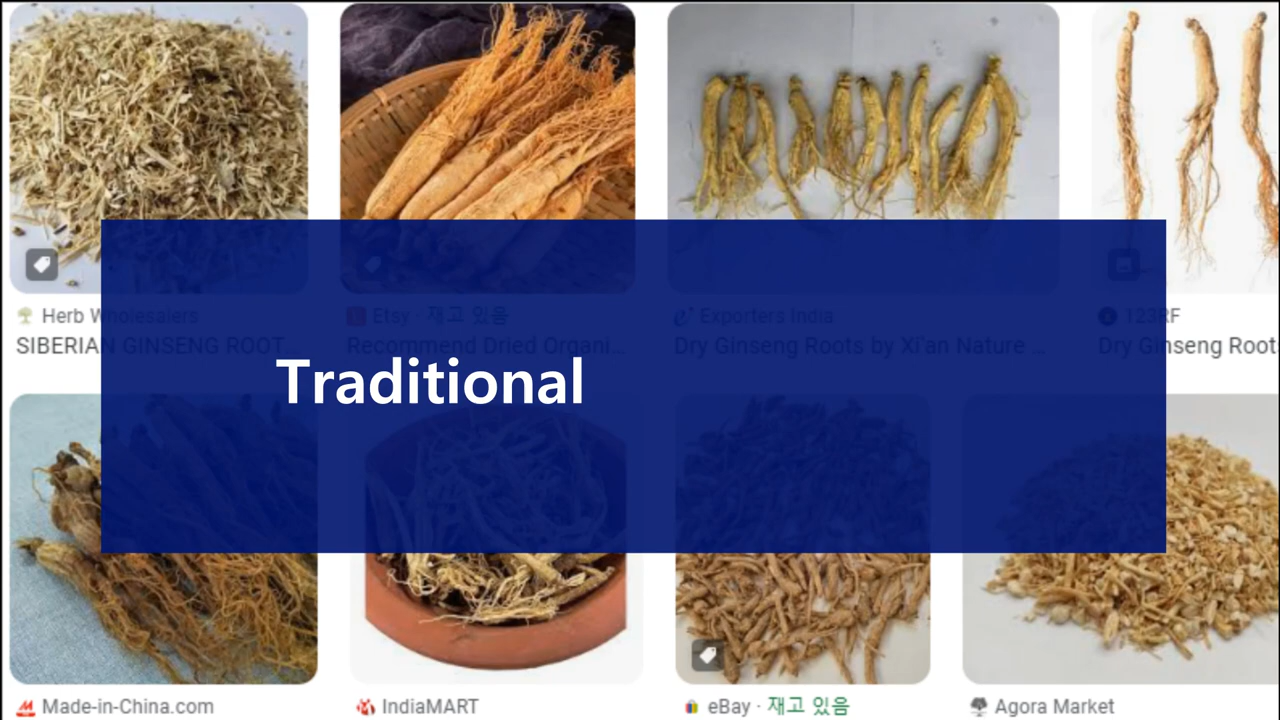 Herb Wholesalers
Etsy · 재고 있음
Exporters India
123RF
SIBERIAN GINSENG ROOT...
Recommend Dried Organi...
Dry Ginseng Roots by Xi'an Nature ...
Dry Ginseng Root
Traditional
Made-in-China.com
IndiaMART
eBay · 재고 있음
Agora Market